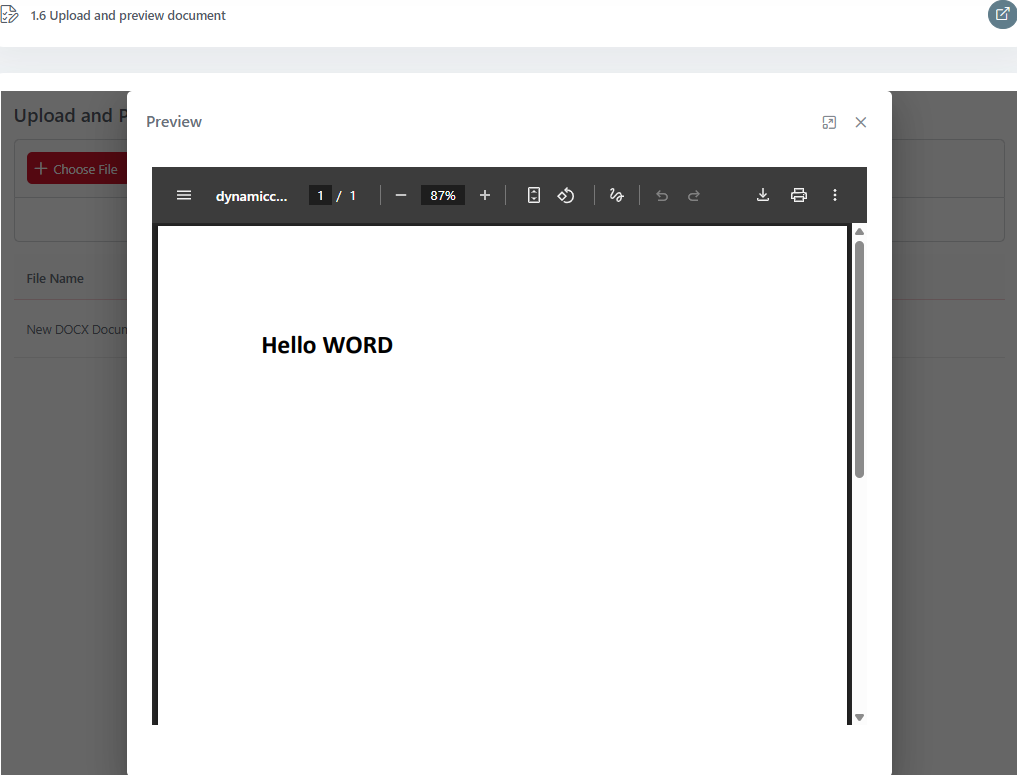 1.6 Upload and preview document
Upload and P
Preview
Choose File
dynamicc... 1 / 1 87%
File Name
New DOCX Docum
Hello WORD